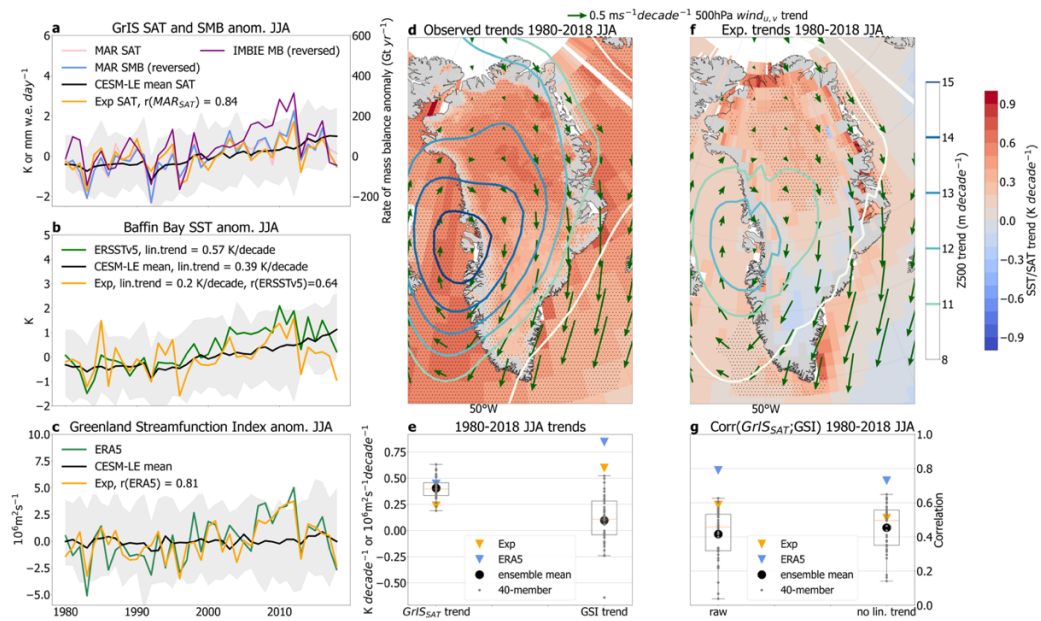 0.5 ms⁻¹decade⁻¹ 500hPa wind_{u,v} trend
a GrIS SAT and SMB anom. JJA
MAR SAT
MAR SMB (reversed)
CESM-LE mean SAT
Exp SAT, r(MAR_{SAT}) = 0.84
IMBIE MB (reversed)
K or mm w.e. day⁻¹
6
4
2
0
−2
600
400
200
0
200
Rate of mass balance anomaly (Gt yr⁻¹)
b Baffin Bay SST anom. JJA
ERSSTv5, lin.trend = 0.57 K/decade
CESM-LE mean, lin.trend = 0.39 K/decade
Exp, lin.trend = 0.2 K/decade, r(ERSSTv5)=0.64
K
5
4
3
2
1
0
−1
−2
c Greenland Streamfunction Index anom. JJA
ERA5
CESM-LE mean
Exp, r(ERA5) = 0.81
10⁶m²s⁻¹
10.0
7.5
5.0
2.5
0.0
−2.5
−5.0
1980
1990
2000
2010
d Observed trends 1980-2018 JJA
50°W
f Exp. trends 1980-2018 JJA
50°W
15
14
13
12
11
8
Z500 trend (m decade⁻¹)
0.9
0.6
0.3
0.0
−0.3
−0.6
−0.9
SST/SAT trend (K decade⁻¹)
e 1980-2018 JJA trends
K decade⁻¹ or 10⁶m²s⁻¹decade⁻¹
0.75
0.50
0.25
0.00
−0.25
−0.50
Exp
ERA5
ensemble mean
40-member
GrIS_{SAT} trend
GSI trend
g Corr(GrIS_{SAT};GSI) 1980-2018 JJA
1.0
0.8
0.6
0.4
0.2
0.0
Correlation
Exp
ERA5
ensemble mean
40-member
raw
no lin. trend